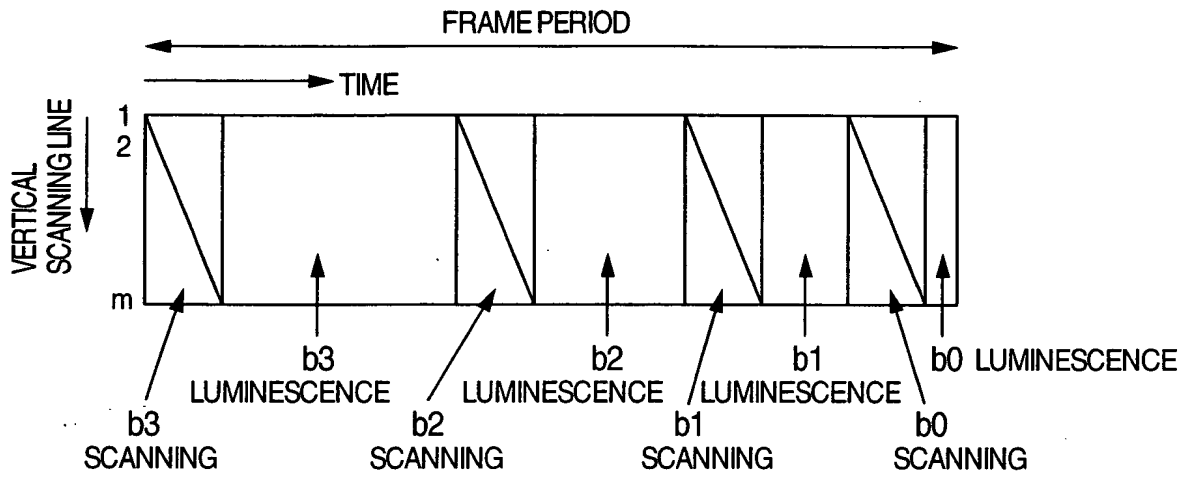 FRAME PERIOD
TIME
VERTICAL
SCANNING LINE
1
2
m
b3
LUMINESCENCE
b2
LUMINESCENCE
b1
LUMINESCENCE
b0 LUMINESCENCE
b3
SCANNING
b2
SCANNING
b1
SCANNING
b0
SCANNING